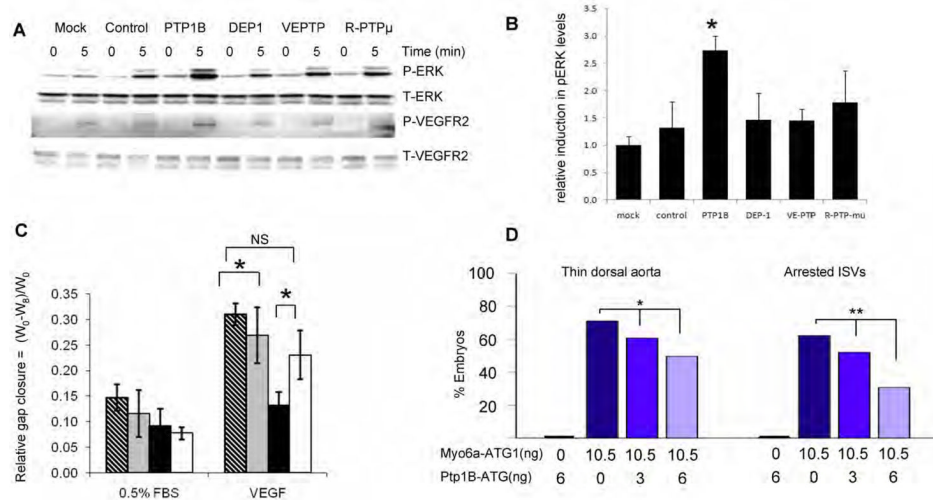 A
Mock Control PTP1B DEP1 VEPTP R-PTPµ
0 5 0 5 0 5 0 5 0 5 0 5 Time (min)
P-ERK
T-ERK
P-VEGFR2
T-VEGFR2
B
relative induction in pERK levels
3.5
3.0
2.5
2.0
1.5
1.0
0.5
0
*
mock control PTP1B DEP-1 VE-PTP R-PTP-mu
C
Relative gap closure = (W0-W8)/W0
0.35
0.30
0.25
0.20
0.15
0.10
0.05
0.00
NS
*
*
0.5% FBS VEGF
D
Thin dorsal aorta Arrested ISVs
% Embryos
100
80
60
40
20
* **
Myo6a-ATG1(ng) 0 10.5 10.5 10.5 0 10.5 10.5 10.5
Ptp1B-ATG(ng) 6 0 3 6 6 0 3 6